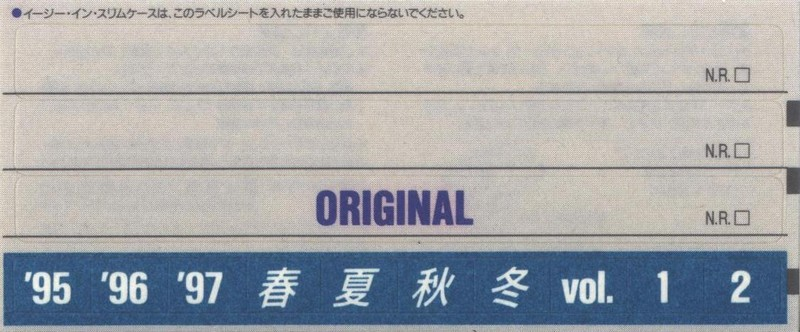 ●イージー・イン・スリムケースは、このラベルシートを入れたままご使用にならないでください。
N.R. □
N.R. □
ORIGINAL N.R. □
'95 '96 '97 春 夏 秋 冬 vol. 1 2